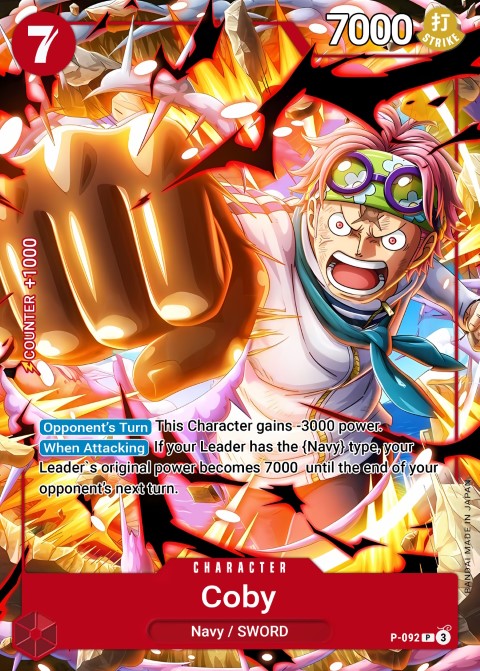 7
7000
打
STRIKE
COUNTER +1000
Opponent's Turn This Character gains -3000 power.
When Attacking If your Leader has the {Navy} type, your
Leader`s original power becomes 7000 until the end of your
opponent's next turn.
BANDAI MADE IN JAPAN
CHARACTER
Coby
Navy / SWORD
P-092 P 3